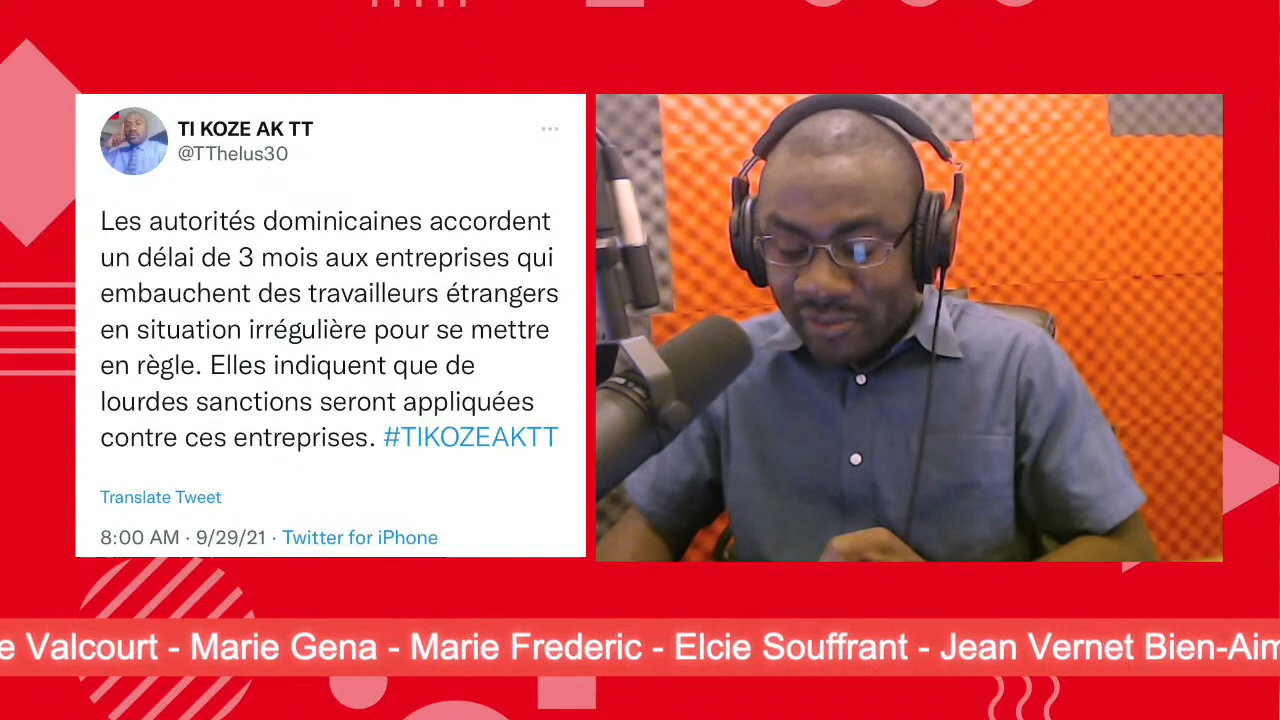 TI KOZE AK TT
@TThelus30
Les autorités dominicaines accordent
un délai de 3 mois aux entreprises qui
embauchent des travailleurs étrangers
en situation irrégulière pour se mettre
en règle. Elles indiquent que de
lourdes sanctions seront appliquées
contre ces entreprises. #TIKOZEAKTT
Translate Tweet
8:00 AM · 9/29/21 · Twitter for iPhone
e Valcourt - Marie Gena - Marie Frederic - Elcie Souffrant - Jean Vernet Bien-Aim